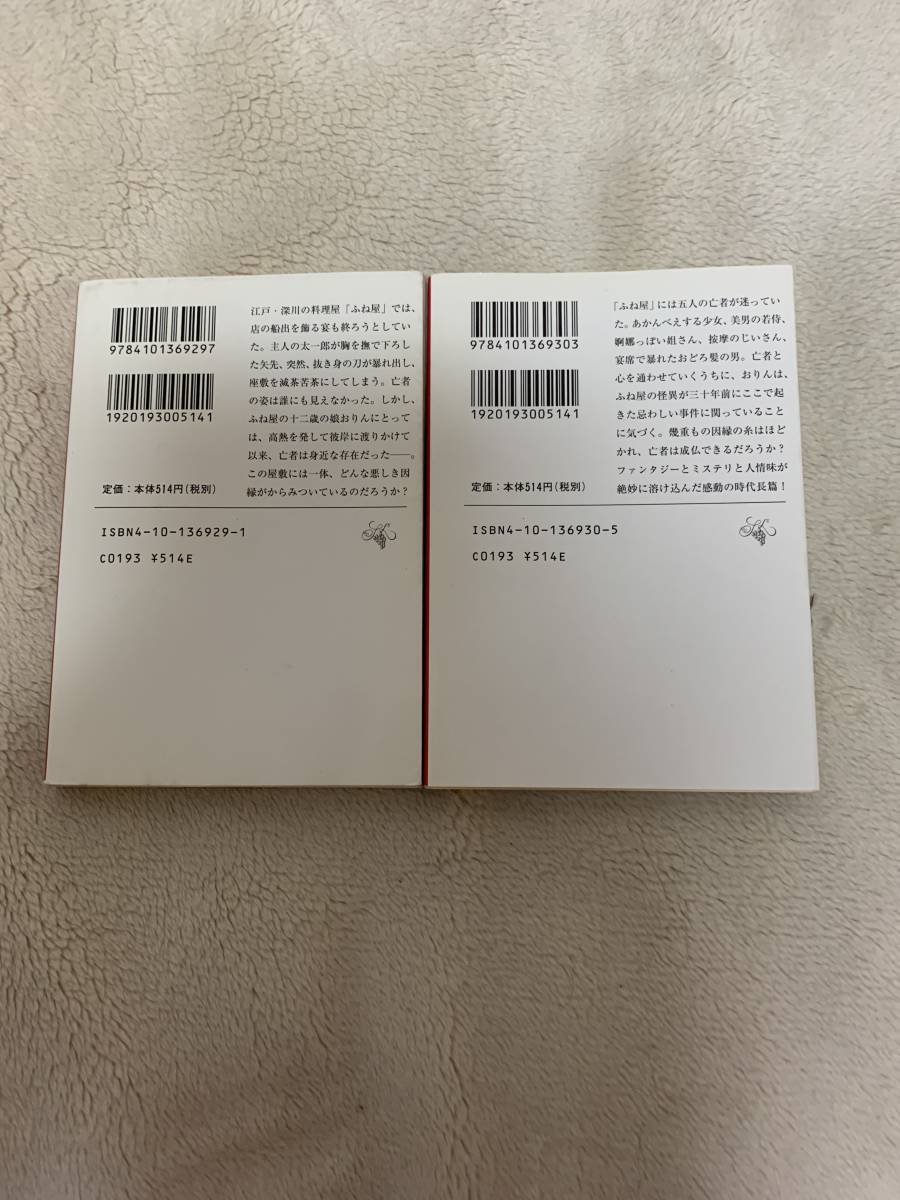 9784101369297
1920193005141
定価：本体514円(税別)
江戸・深川の料理屋「ふね屋」では、
店の船出を飾る宴も終ろうとしてい
た。主人の太一郎が胸を撫で下ろし
た矢先、突然、抜き身の刀が暴れ出し、
座敷を滅茶苦茶にしてしまう。亡者
の姿は誰にも見えなかった。しかし、
ふね屋の十二歳の娘おりんにとって
は、高熱を発して彼岸に渡りかけて
以来、亡者は身近な存在だった――。
この屋敷には一体、どんな悪しき因
縁がからみついているのだろうか？
ISBN4-10-136929-1
C0193 ¥514E
9784101369303
1920193005141
定価：本体514円(税別)
「ふね屋」には五人の亡者が迷ってい
た。あかんべえする少女、美男の若侍、
婀娜っぽい姐さん、按摩のじいさん、
宴席で暴れたおどろ髪の男。亡者と
心を通わせていくうちに、おりんは、
ふね屋の怪異が三十年前にここで起
きた忌わしい事件に関っていること
に気づく。幾重もの因縁の糸はほど
かれ、亡者は成仏できるだろうか？
ファンタジーとミステリと人情味が
絶妙に溶け込んだ感動の時代長篇！
ISBN4-10-136930-5
C0193 ¥514E